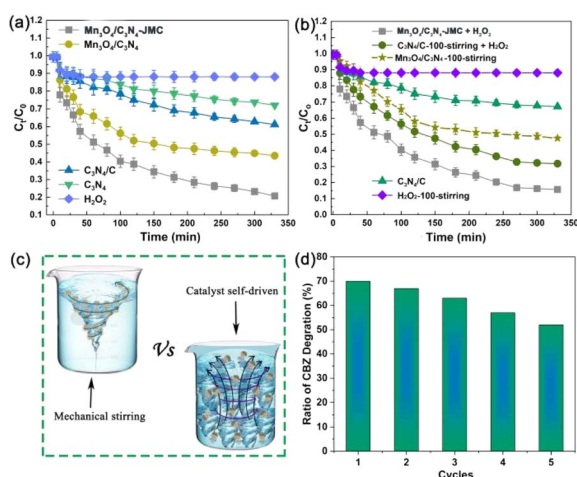 (a)
Mn₃O₄/C₃N₄-JMC
Mn₃O₄/C₃N₄
C₃N₄/C
C₃N₄
H₂O₂
Cₜ/C₀
1.2
1.1
1.0
0.9
0.8
0.7
0.6
0.5
0.4
0.3
0.2
0.1
0 50 100 150 200 250 300 350
Time (min)
(b)
Mn₃O₄/C₃N₄-JMC + H₂O₂
C₃N₄/C-100-stirring + H₂O₂
Mn₃O₄/C₃N₄-100-stirring
C₃N₄/C
H₂O₂-100-stirring
Cₜ/C₀
1.2
1.1
1.0
0.9
0.8
0.7
0.6
0.5
0.4
0.3
0.2
0.1
0.0
0 50 100 150 200 250 300 350
Time (min)
(c)
Catalyst self-driven
Vs
Mechanical stirring
(d)
Ratio of CBZ Degration (%)
80
70
60
50
40
30
20
10
0
1 2 3 4 5
Cycles